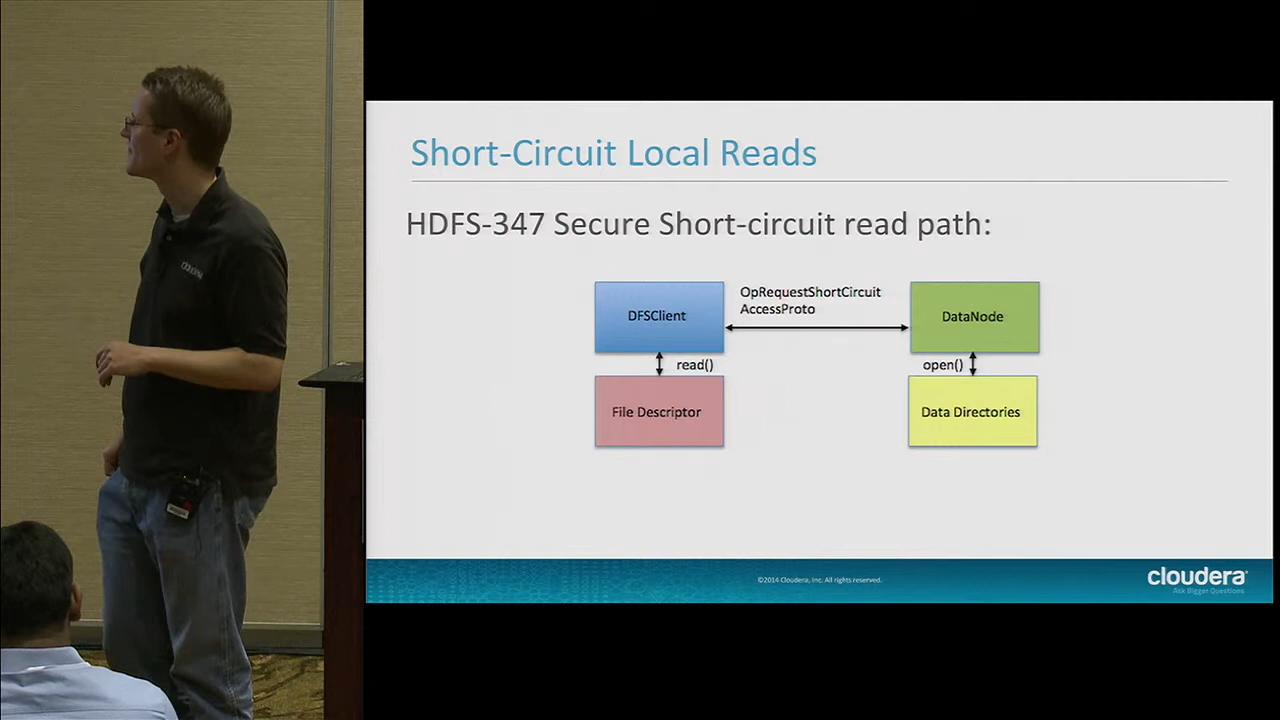 Short-Circuit Local Reads
HDFS-347 Secure Short-circuit read path:
OpRequestShortCircuit
AccessProto
DFSClient
DataNode
read()
open()
File Descriptor
Data Directories
©2014 Cloudera, Inc. All rights reserved.
cloudera
Ask Bigger Questions
cloudera